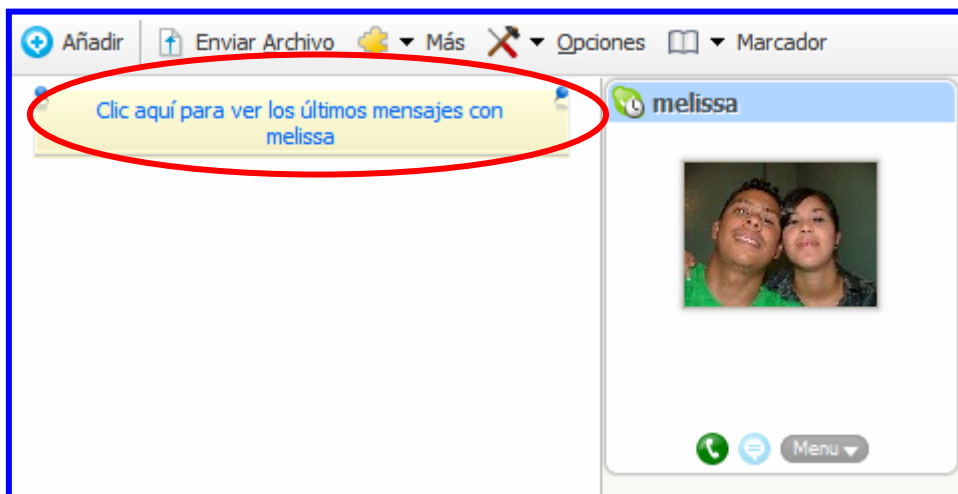 Añadir Enviar Archivo Más Opciones Marcador
Clic aquí para ver los últimos mensajes con
melissa
melissa
Menu